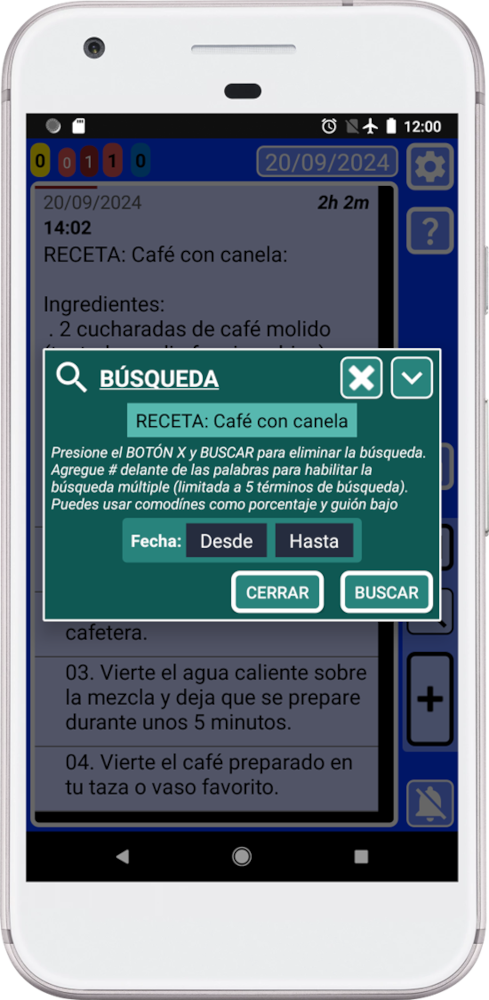 12:00
0 0 1 1 0 20/09/2024
20/09/2024 2h 2m
14:02
RECETA: Café con canela:
Ingredientes:
. 2 cucharadas de café molido
BÚSQUEDA
RECETA: Café con canela
Presione el BOTÓN X y BUSCAR para eliminar la búsqueda.
Agregue # delante de las palabras para habilitar la
búsqueda múltiple (limitada a 5 términos de búsqueda).
Puedes usar comodínes como porcentaje y guión bajo
Fecha: Desde Hasta
CERRAR BUSCAR
cafetera.
03. Vierte el agua caliente sobre
la mezcla y deja que se prepare
durante unos 5 minutos.
04. Vierte el café preparado en
tu taza o vaso favorito.